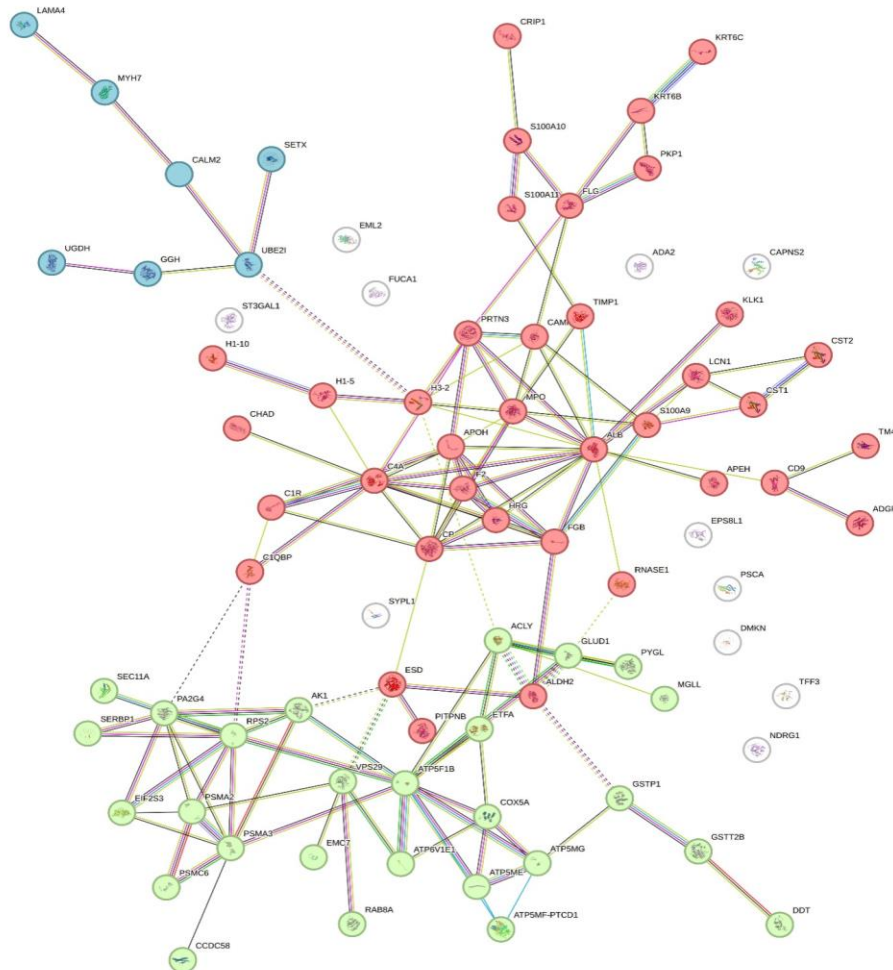 LAMA4
CRIP1
KRT6C
MYH7
KRT6B
S100A10
SETX
PKP1
CALM2
S100A11
FLG
EML2
UGDH
GGH
UBE2I
ADA2
CAPNS2
FUCA1
ST3GAL1
TIMP1
KLK1
PRTN3
CAM
H1-10
LCN1
CST2
H1-5
H3-2
MPO
CST1
S100A9
CHAD
APOH
ALB
TM4
C4A
F2
APEH
CD9
C1R
HRG
ADGI
CP
FGB
EPS8L1
C1QBP
RNASE1
PSCA
SYPL1
ACLY
GLUD1
DMKN
PYGL
SEC11A
ESD
ALDH2
MGLL
TFF3
PA2G4
AK1
SERBP1
RPS2
PITPNB
ETFA
NDRG1
VPS29
ATP5F1B
GSTP1
EIF2S3
PSMA2
COX5A
PSMA3
EMC7
ATP6V1E1
ATP5MG
GSTT2B
PSMC6
ATP5ME
RAB8A
ATP5MF-PTCD1
DDT
CCDC58